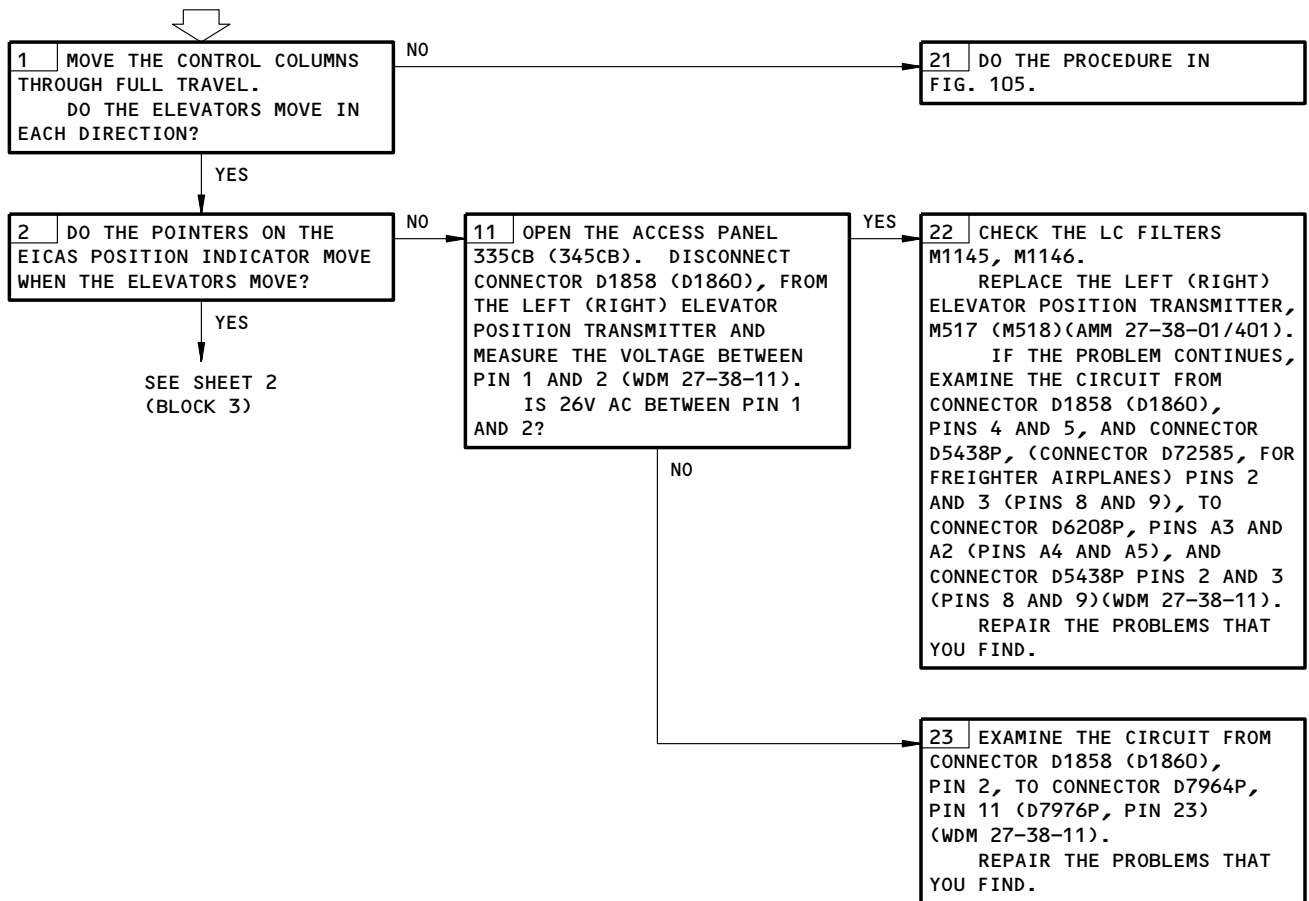 1 MOVE THE CONTROL COLUMNS
THROUGH FULL TRAVEL.
DO THE ELEVATORS MOVE IN
EACH DIRECTION?
NO
21 DO THE PROCEDURE IN
FIG. 105.
YES
2 DO THE POINTERS ON THE
EICAS POSITION INDICATOR MOVE
WHEN THE ELEVATORS MOVE?
NO
11 OPEN THE ACCESS PANEL
335CB (345CB). DISCONNECT
CONNECTOR D1858 (D1860), FROM
THE LEFT (RIGHT) ELEVATOR
POSITION TRANSMITTER AND
MEASURE THE VOLTAGE BETWEEN
PIN 1 AND 2 (WDM 27-38-11).
IS 26V AC BETWEEN PIN 1
AND 2?
YES
22 CHECK THE LC FILTERS
M1145, M1146.
REPLACE THE LEFT (RIGHT)
ELEVATOR POSITION TRANSMITTER,
M517 (M518)(AMM 27-38-01/401).
IF THE PROBLEM CONTINUES,
EXAMINE THE CIRCUIT FROM
CONNECTOR D1858 (D1860),
PINS 4 AND 5, AND CONNECTOR
D5438P, (CONNECTOR D72585, FOR
FREIGHTER AIRPLANES) PINS 2
AND 3 (PINS 8 AND 9), TO
CONNECTOR D6208P, PINS A3 AND
A2 (PINS A4 AND A5), AND
CONNECTOR D5438P PINS 2 AND 3
(PINS 8 AND 9)(WDM 27-38-11).
REPAIR THE PROBLEMS THAT
YOU FIND.
YES
SEE SHEET 2
(BLOCK 3)
NO
23 EXAMINE THE CIRCUIT FROM
CONNECTOR D1858 (D1860),
PIN 2, TO CONNECTOR D7964P,
PIN 11 (D7976P, PIN 23)
(WDM 27-38-11).
REPAIR THE PROBLEMS THAT
YOU FIND.